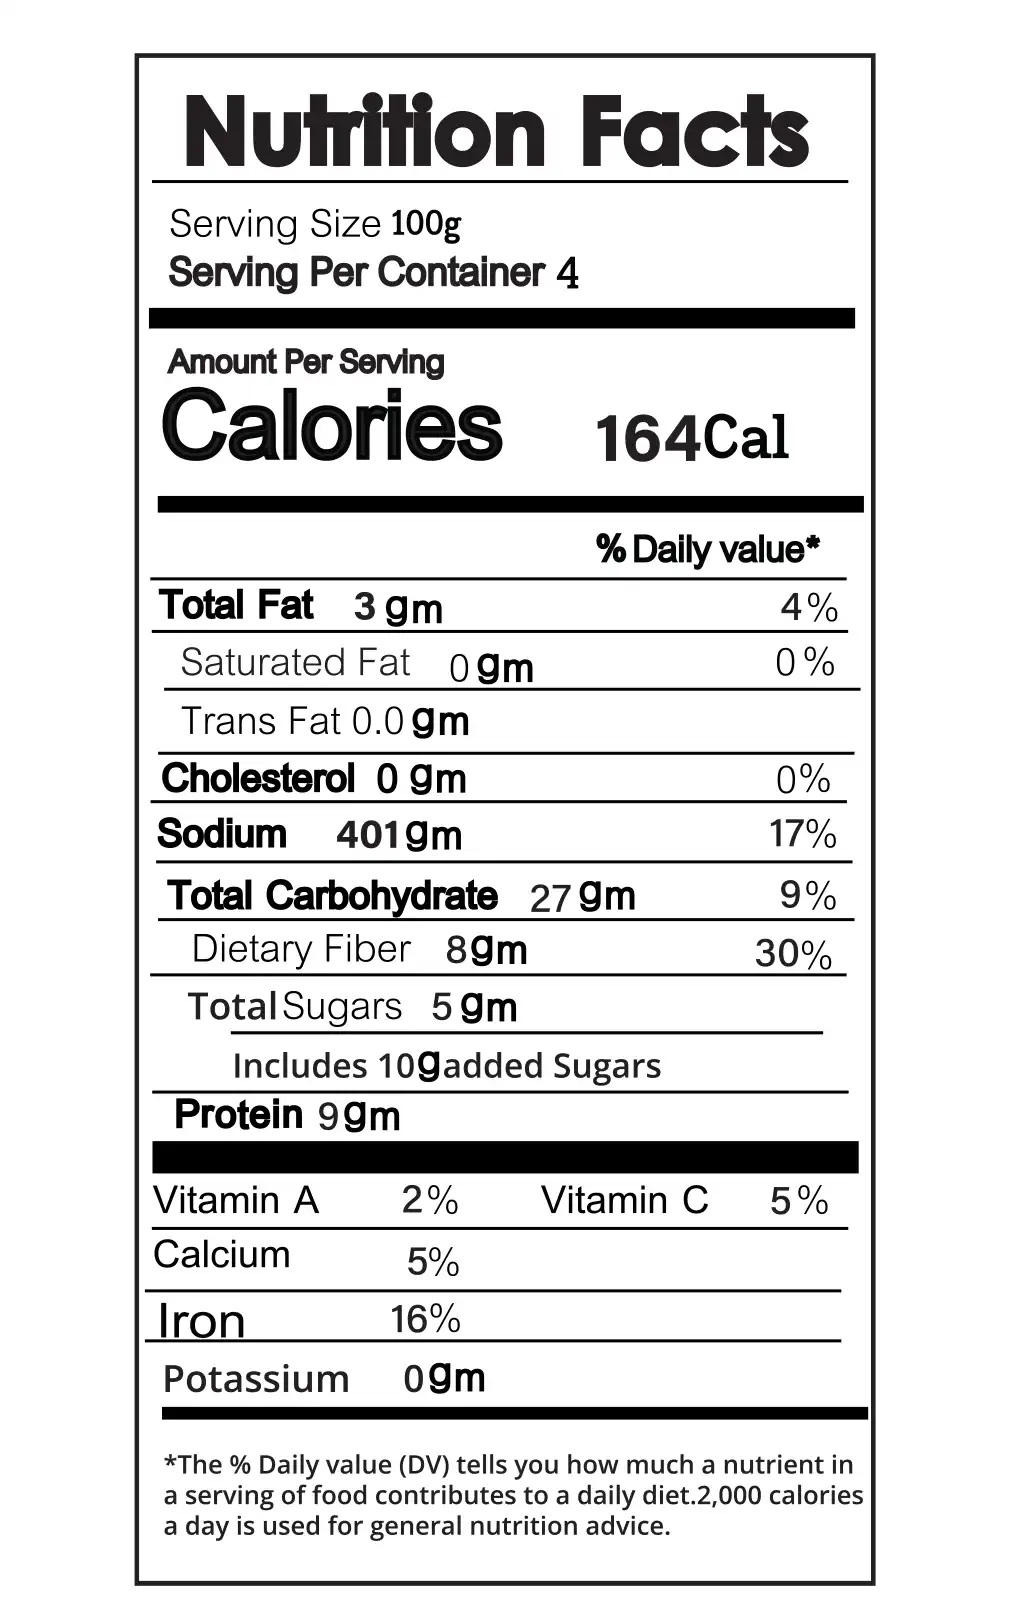 Nutrition Facts
Serving Size 100g
Serving Per Container 4
Amount Per Serving
Calories 164Cal
% Daily value*
Total Fat 3 gm 4%
Saturated Fat 0 gm 0%
Trans Fat 0.0 gm
Cholesterol 0 gm 0%
Sodium 401gm 17%
Total Carbohydrate 27 gm 9%
Dietary Fiber 8gm 30%
Total Sugars 5 gm
Includes 10gadded Sugars
Protein 9gm
Vitamin A 2% Vitamin C 5%
Calcium 5%
Iron 16%
Potassium 0gm
*The % Daily value (DV) tells you how much a nutrient in
a serving of food contributes to a daily diet.2,000 calories
a day is used for general nutrition advice.